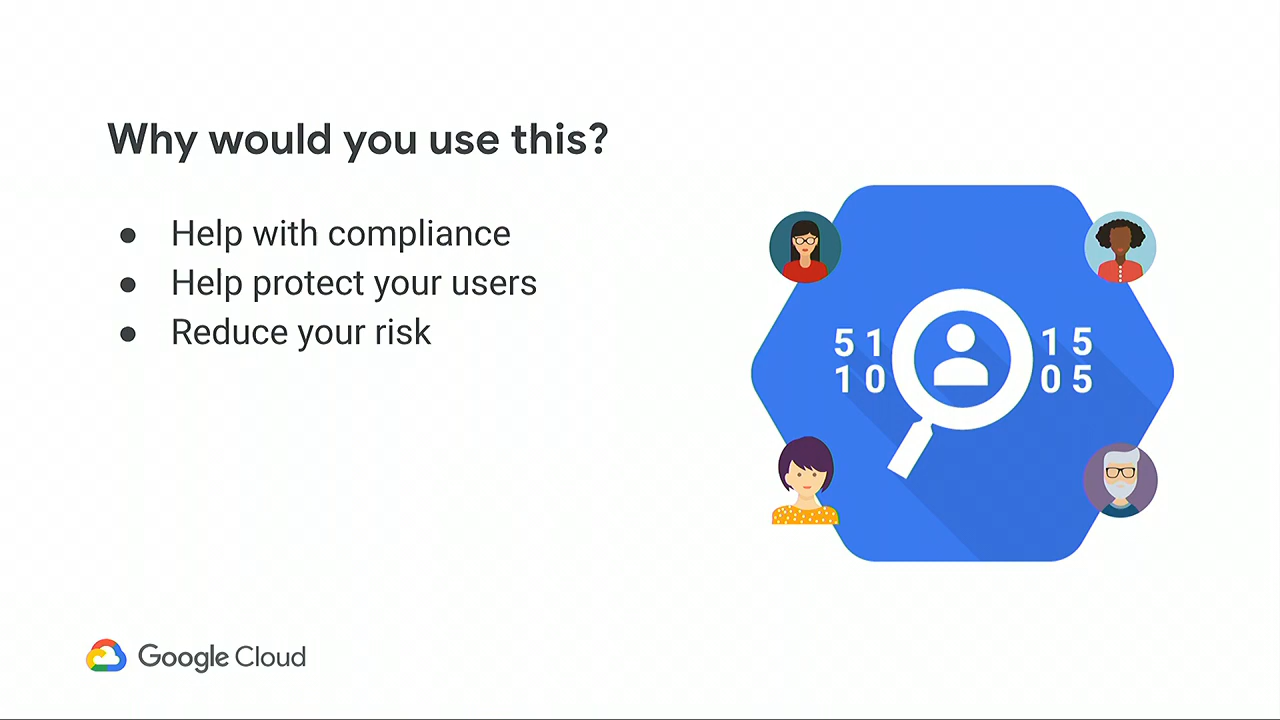 Why would you use this?
● Help with compliance
● Help protect your users
● Reduce your risk
51 15
10 05
Google Cloud